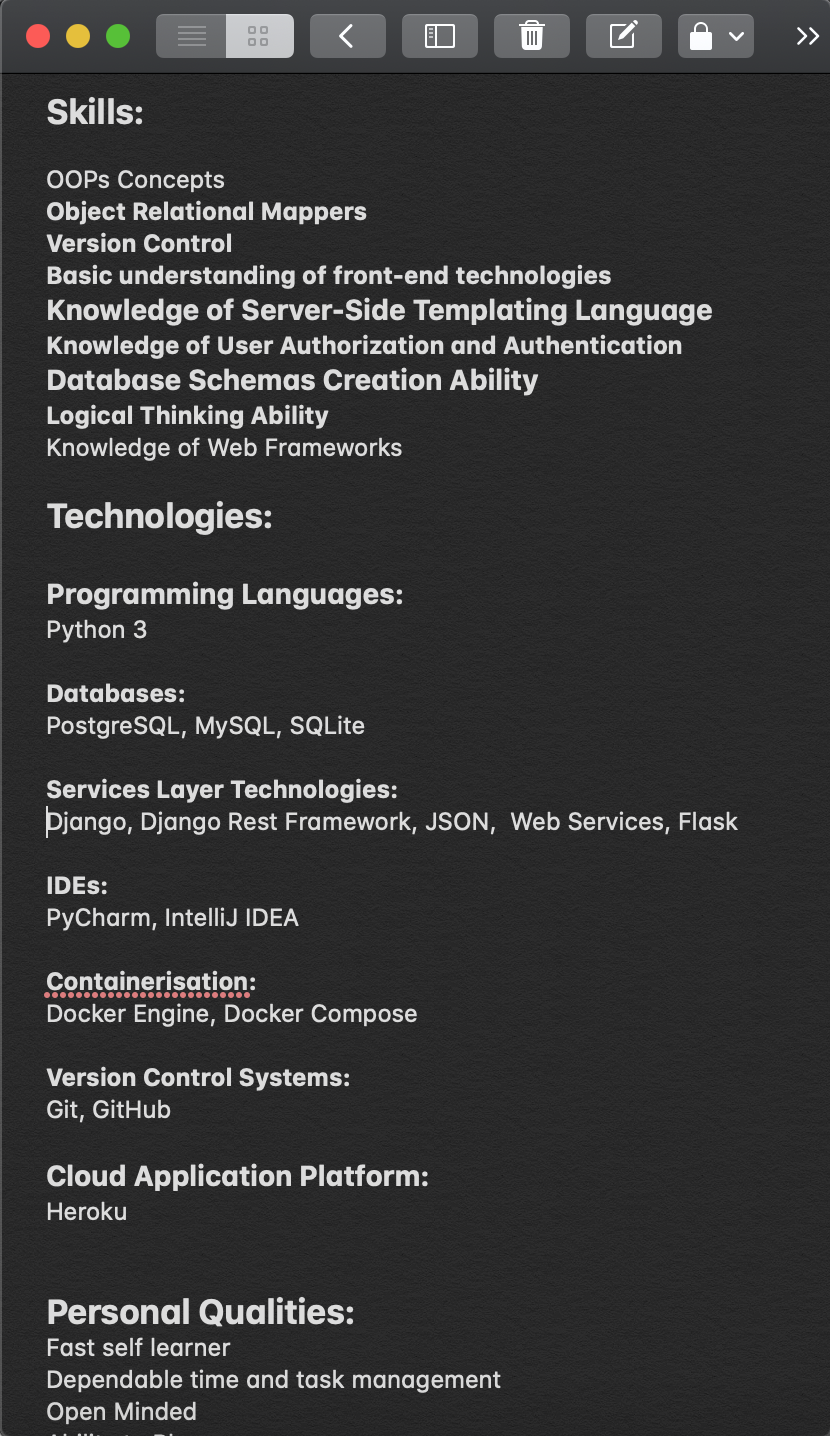 Skills:
OOPs Concepts
Object Relational Mappers
Version Control
Basic understanding of front-end technologies
Knowledge of Server-Side Templating Language
Knowledge of User Authorization and Authentication
Database Schemas Creation Ability
Logical Thinking Ability
Knowledge of Web Frameworks
Technologies:
Programming Languages:
Python 3
Databases:
PostgreSQL, MySQL, SQLite
Services Layer Technologies:
Django, Django Rest Framework, JSON,  Web Services, Flask
IDEs:
PyCharm, IntelliJ IDEA
Containerisation:
Docker Engine, Docker Compose
Version Control Systems:
Git, GitHub
Cloud Application Platform:
Heroku
Personal Qualities:
Fast self learner
Dependable time and task management
Open Minded